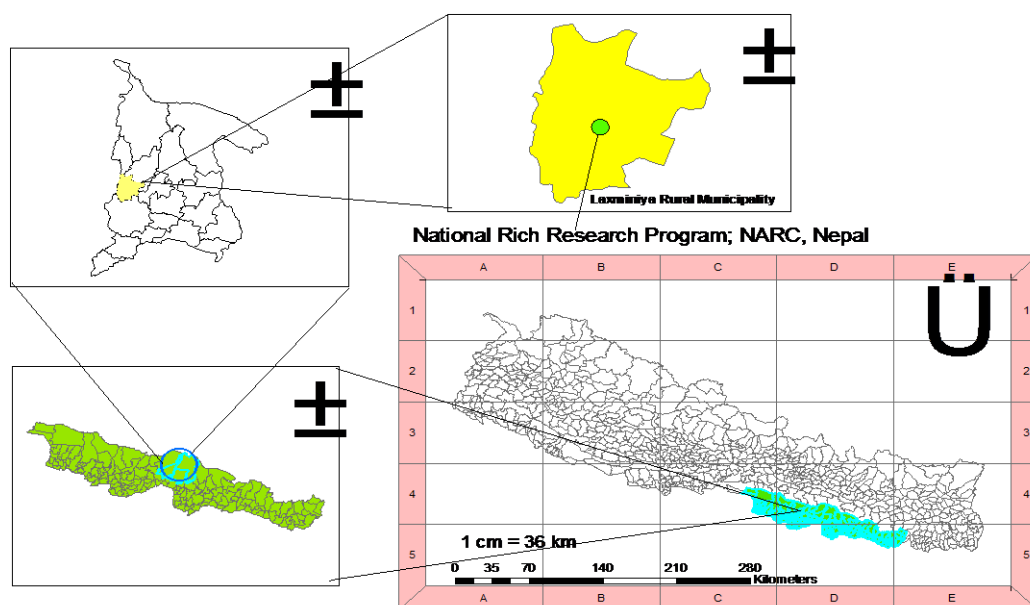 ±
±
Laxminiya Rural Municipality
National Rich Research Program; NARC, Nepal
A B C D E
Ü
1 1
2 2
3 3
±
4 4
1 cm = 36 km
5 5
0 35 70 140 210 280
Kilometers
A B C D E